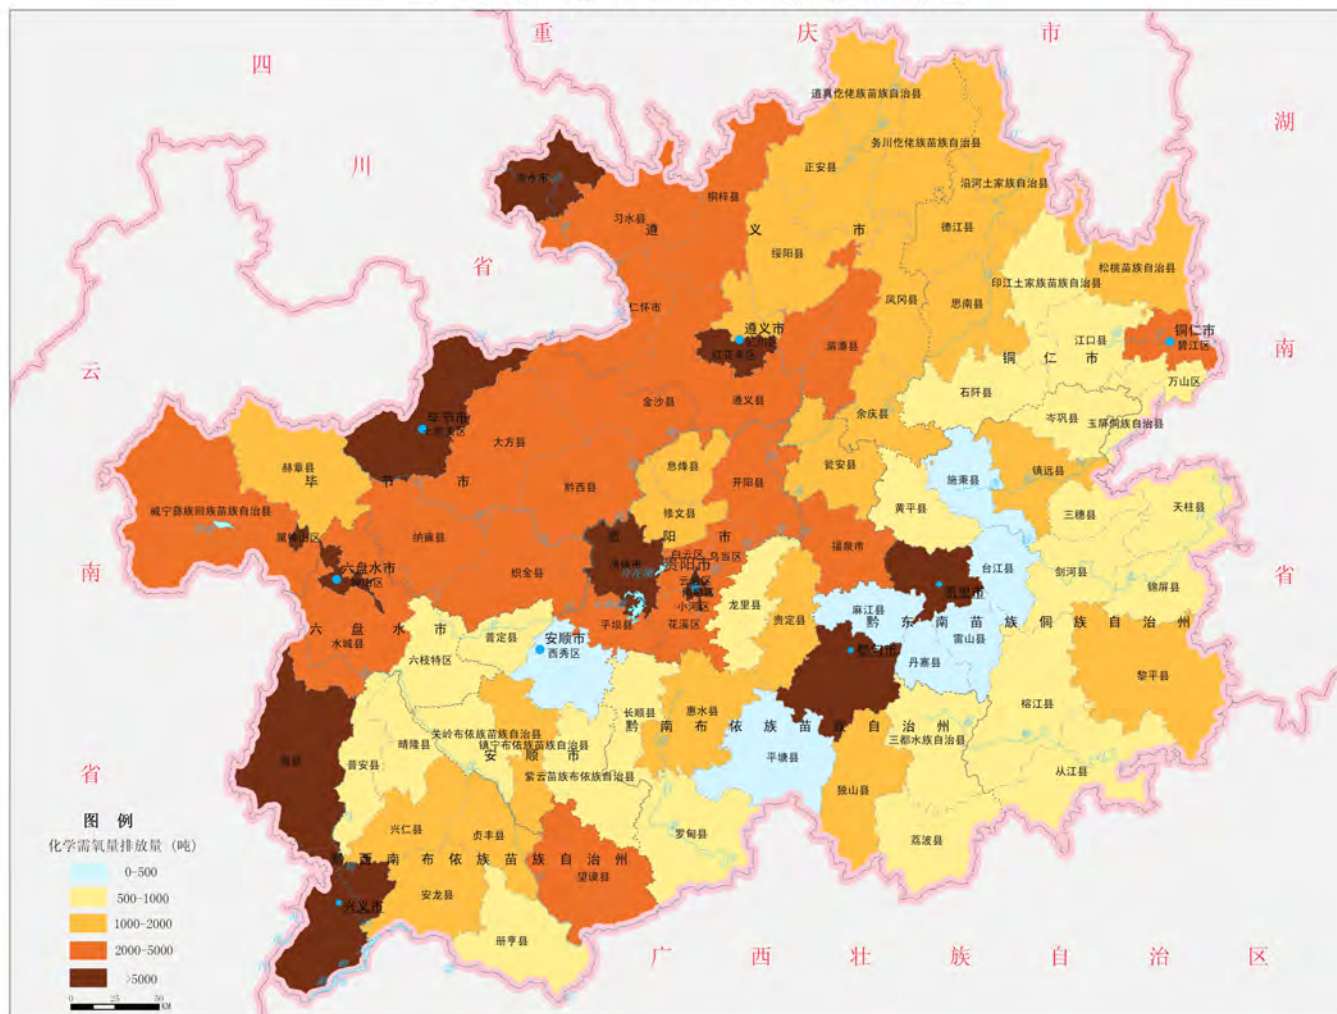 重
庆
市
四
川
省
湖
南
省
云
南
省
道真仡佬族苗族自治县
务川仡佬族苗族自治县
正安县
沿河土家族自治县
桐梓县
习水县
遵
义
市
德江县
绥阳县
松桃苗族自治县
印江土家族苗族自治县
凤冈县
思南县
仁怀市
遵义市
铜仁市
碧江区
湄潭县
江口县
铜
仁
市
万山区
石阡县
金沙县
遵义县
余庆县
岑巩县
玉屏侗族自治县
毕节市
大方县
瓮安县
息烽县
赫章县
毕
节
市
黔西县
开阳县
施秉县
镇远县
黄平县
三穗县
天柱县
威宁彝族回族苗族自治县
修文县
纳雍县
阳
市
福泉市
白云区
乌当区
贵阳市
台江县
剑河县
锦屏县
六盘水市
织金县
凯里市
小河区
龙里县
贵定县
麻江县
花溪区
平坝县
黔
东
南
苗
族
侗
族
自
治
州
六
盘
水
市
水城县
普定县
安顺市
西秀区
雷山县
丹寨县
都匀市
六枝特区
黎平县
榕江县
长顺县
惠水县
黔
南
布
依
族
苗
族
自
治
州
三都水族自治县
关岭布依族苗族自治县
镇宁布依族苗族自治县
晴隆县
安
顺
市
平塘县
普安县
紫云苗族布依族自治县
从江县
独山县
兴仁县
贞丰县
罗甸县
荔波县
西
南
布
依
族
苗
族
自
治
州
望谟县
安龙县
兴义市
册亨县
广
西
壮
族
自
治
区
图 例
化学需氧量排放量 (吨)
0-500
500-1000
1000-2000
2000-5000
>5000
0 25 50
KM